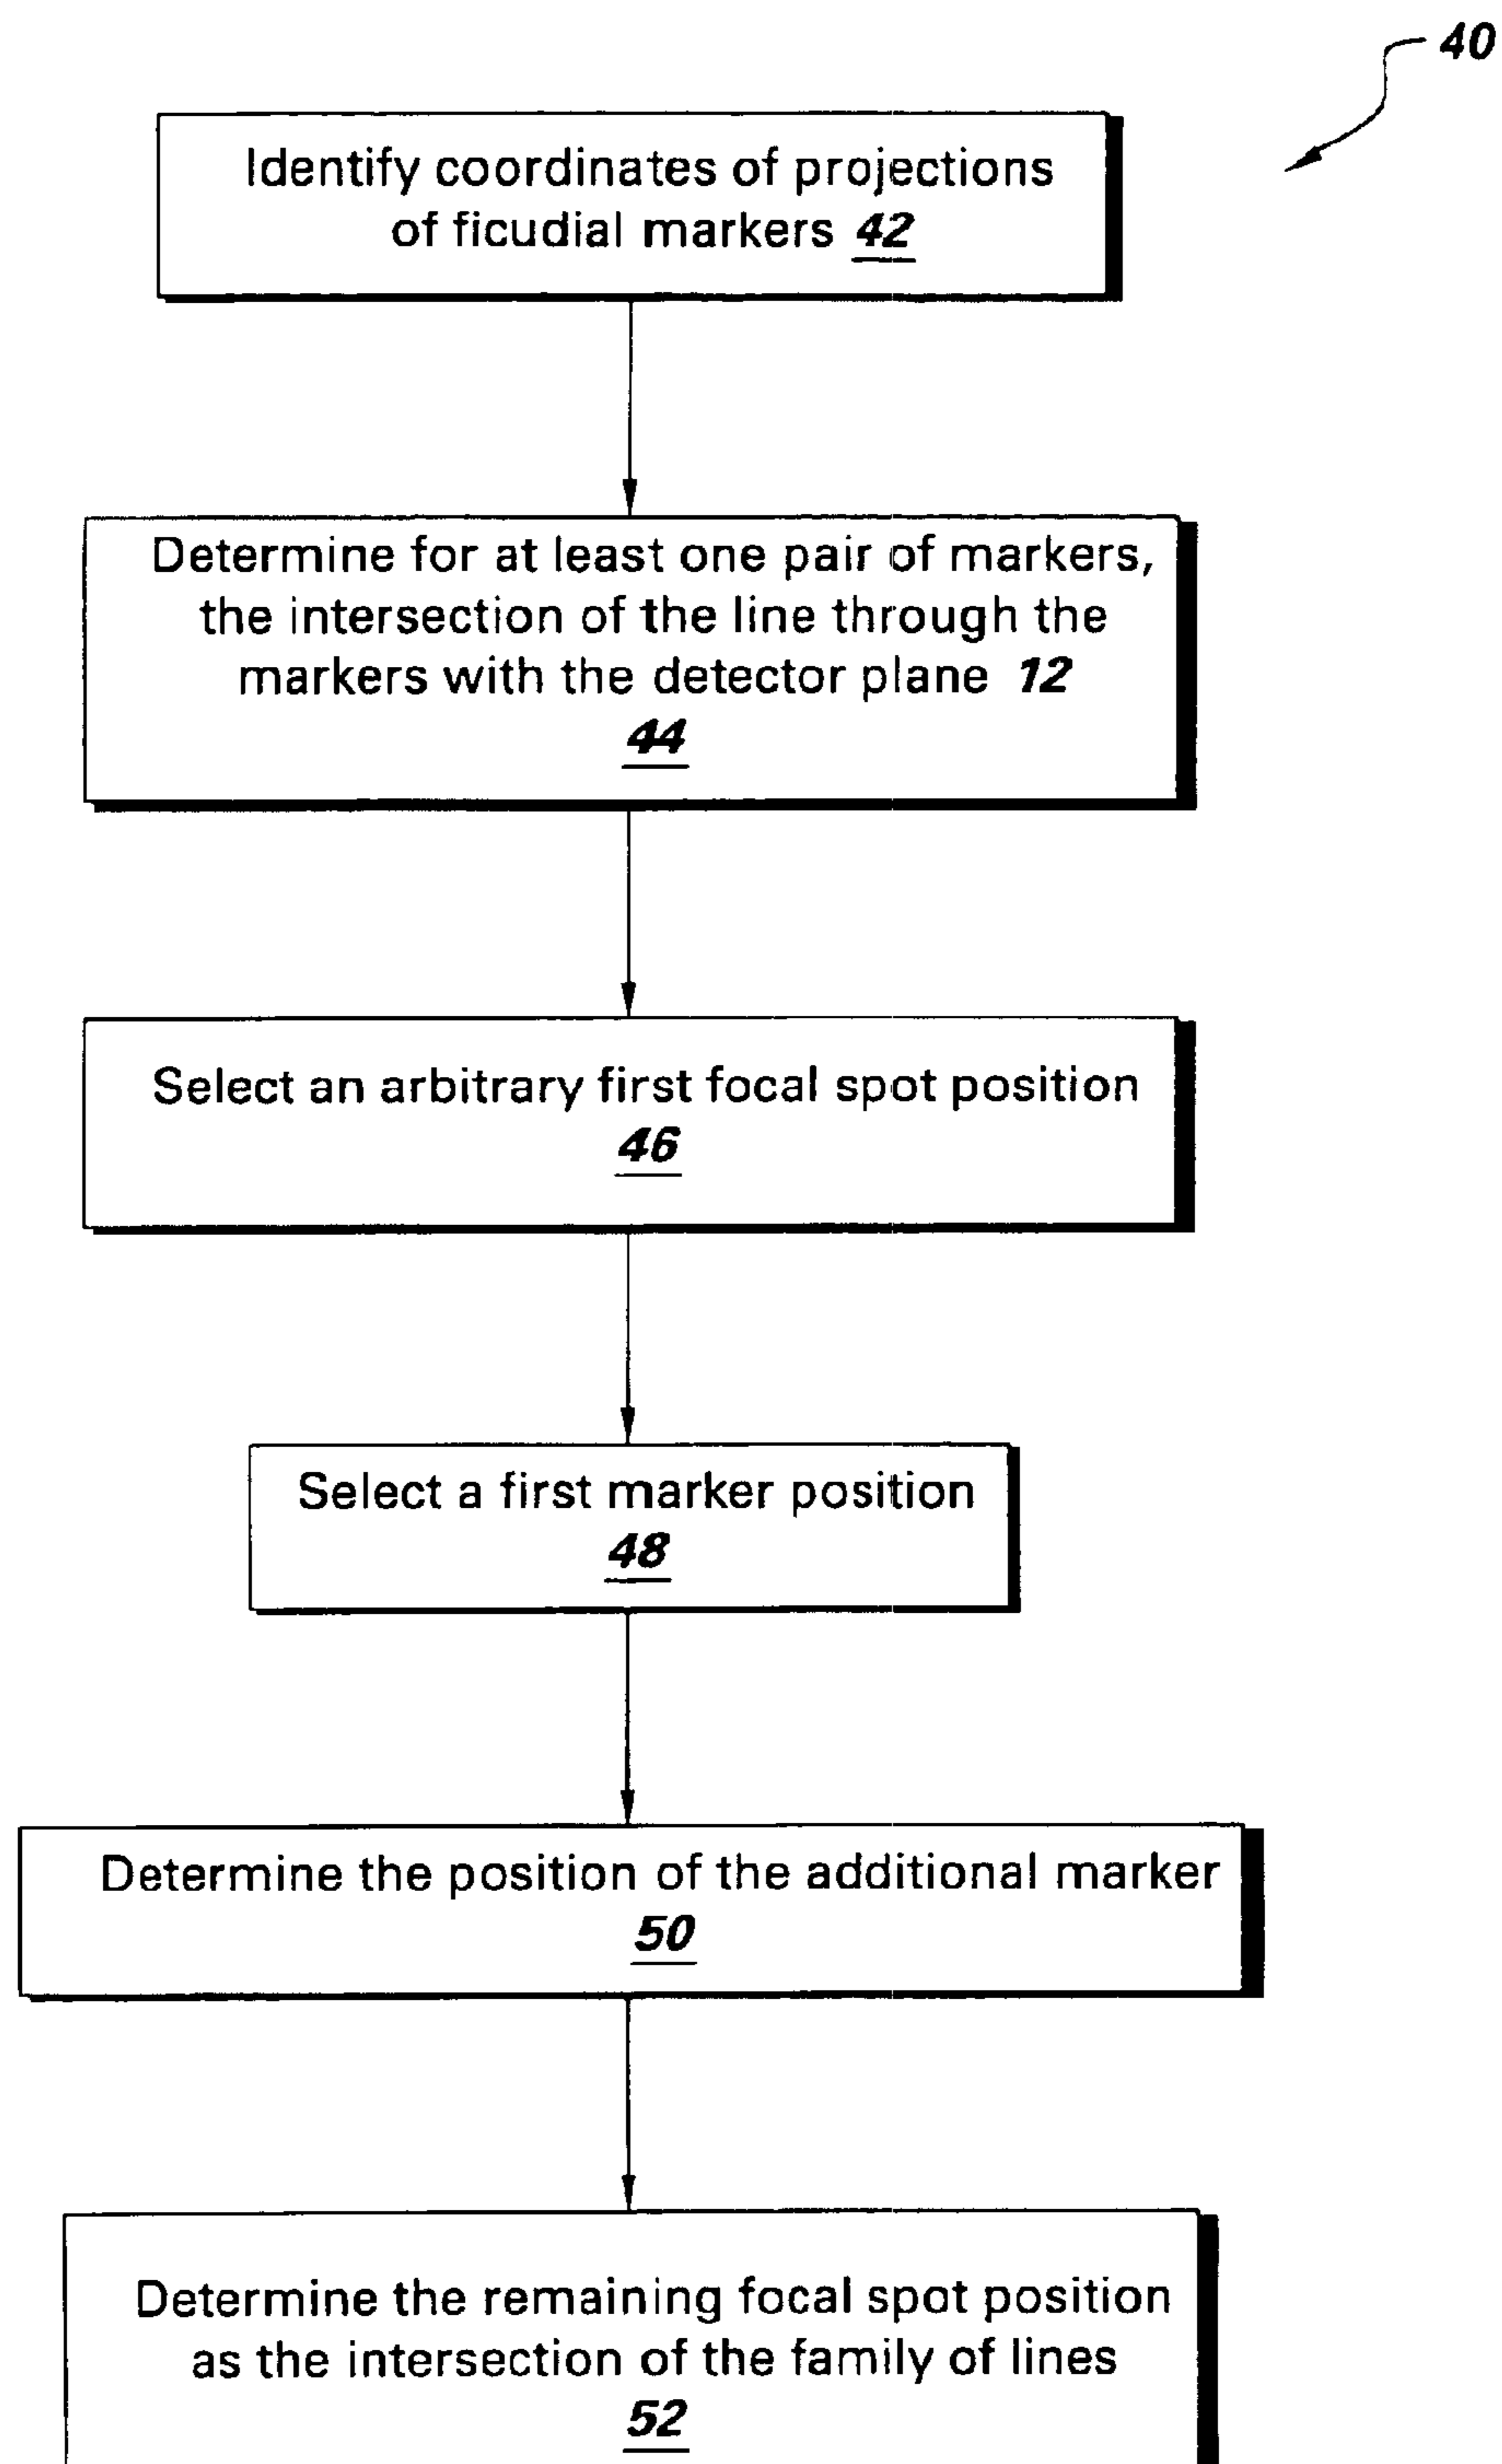 40
Identify coordinates of projections
of ficudial markers 42
Determine for at least one pair of markers,
the intersection of the line through the
markers with the detector plane 12
44
Select an arbitrary first focal spot position
46
Select a first marker position
48
Determine the position of the additional marker
50
Determine the remaining focal spot position
as the intersection of the family of lines
52